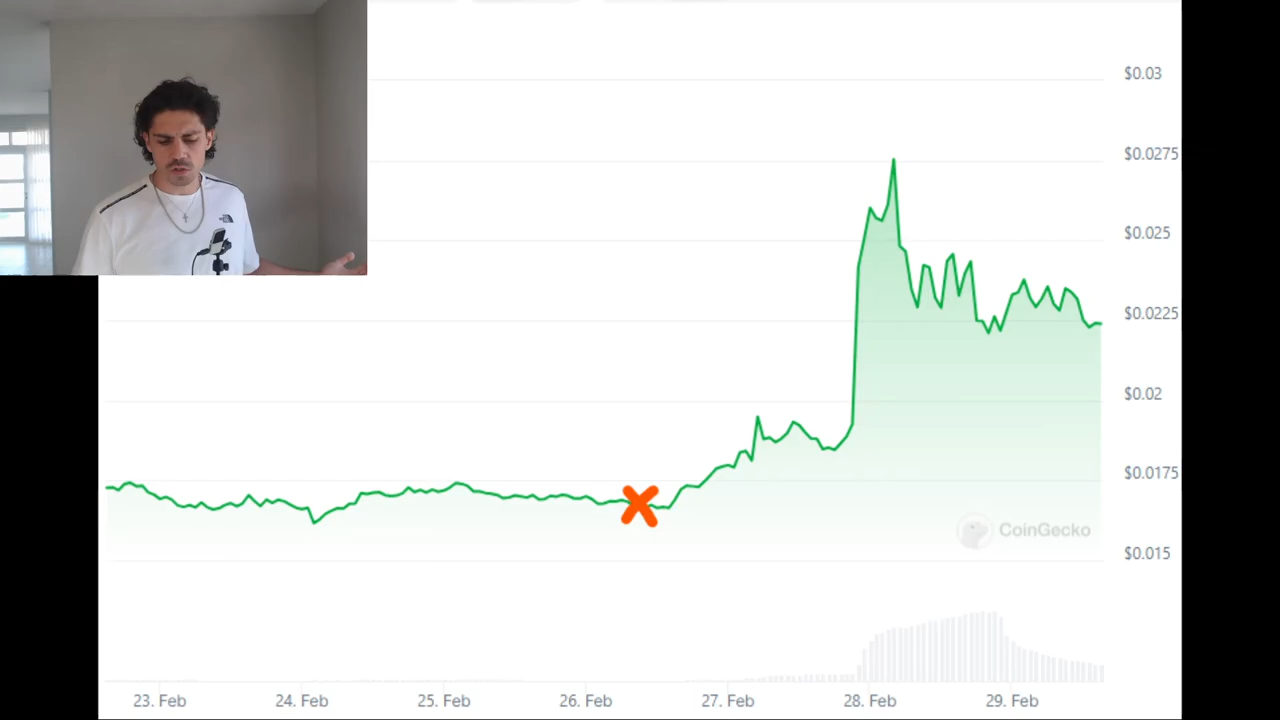 $0.03
$0.0275
$0.025
$0.0225
$0.02
$0.0175
CoinGecko
$0.015
23. Feb
24. Feb
25. Feb
26. Feb
27. Feb
28. Feb
29. Feb